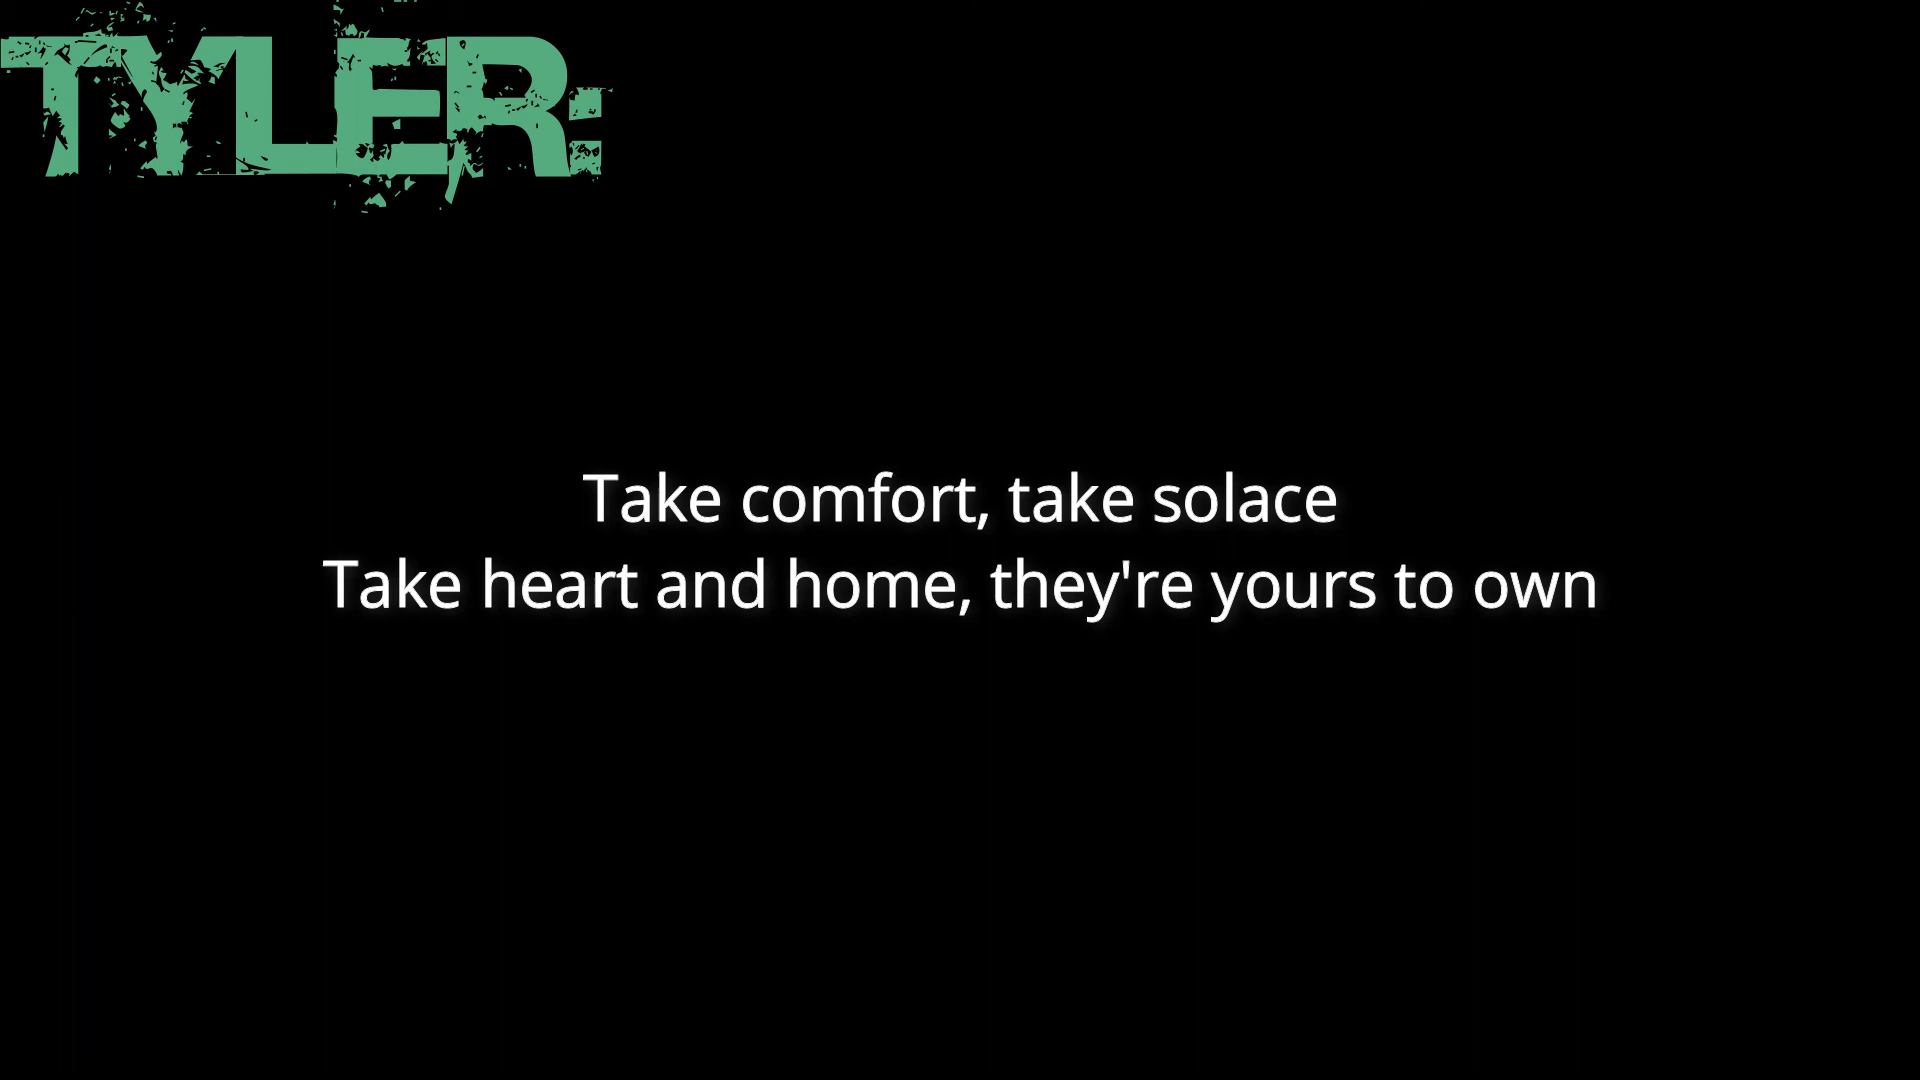 TYLER:
Take comfort, take solace
Take heart and home, they're yours to own